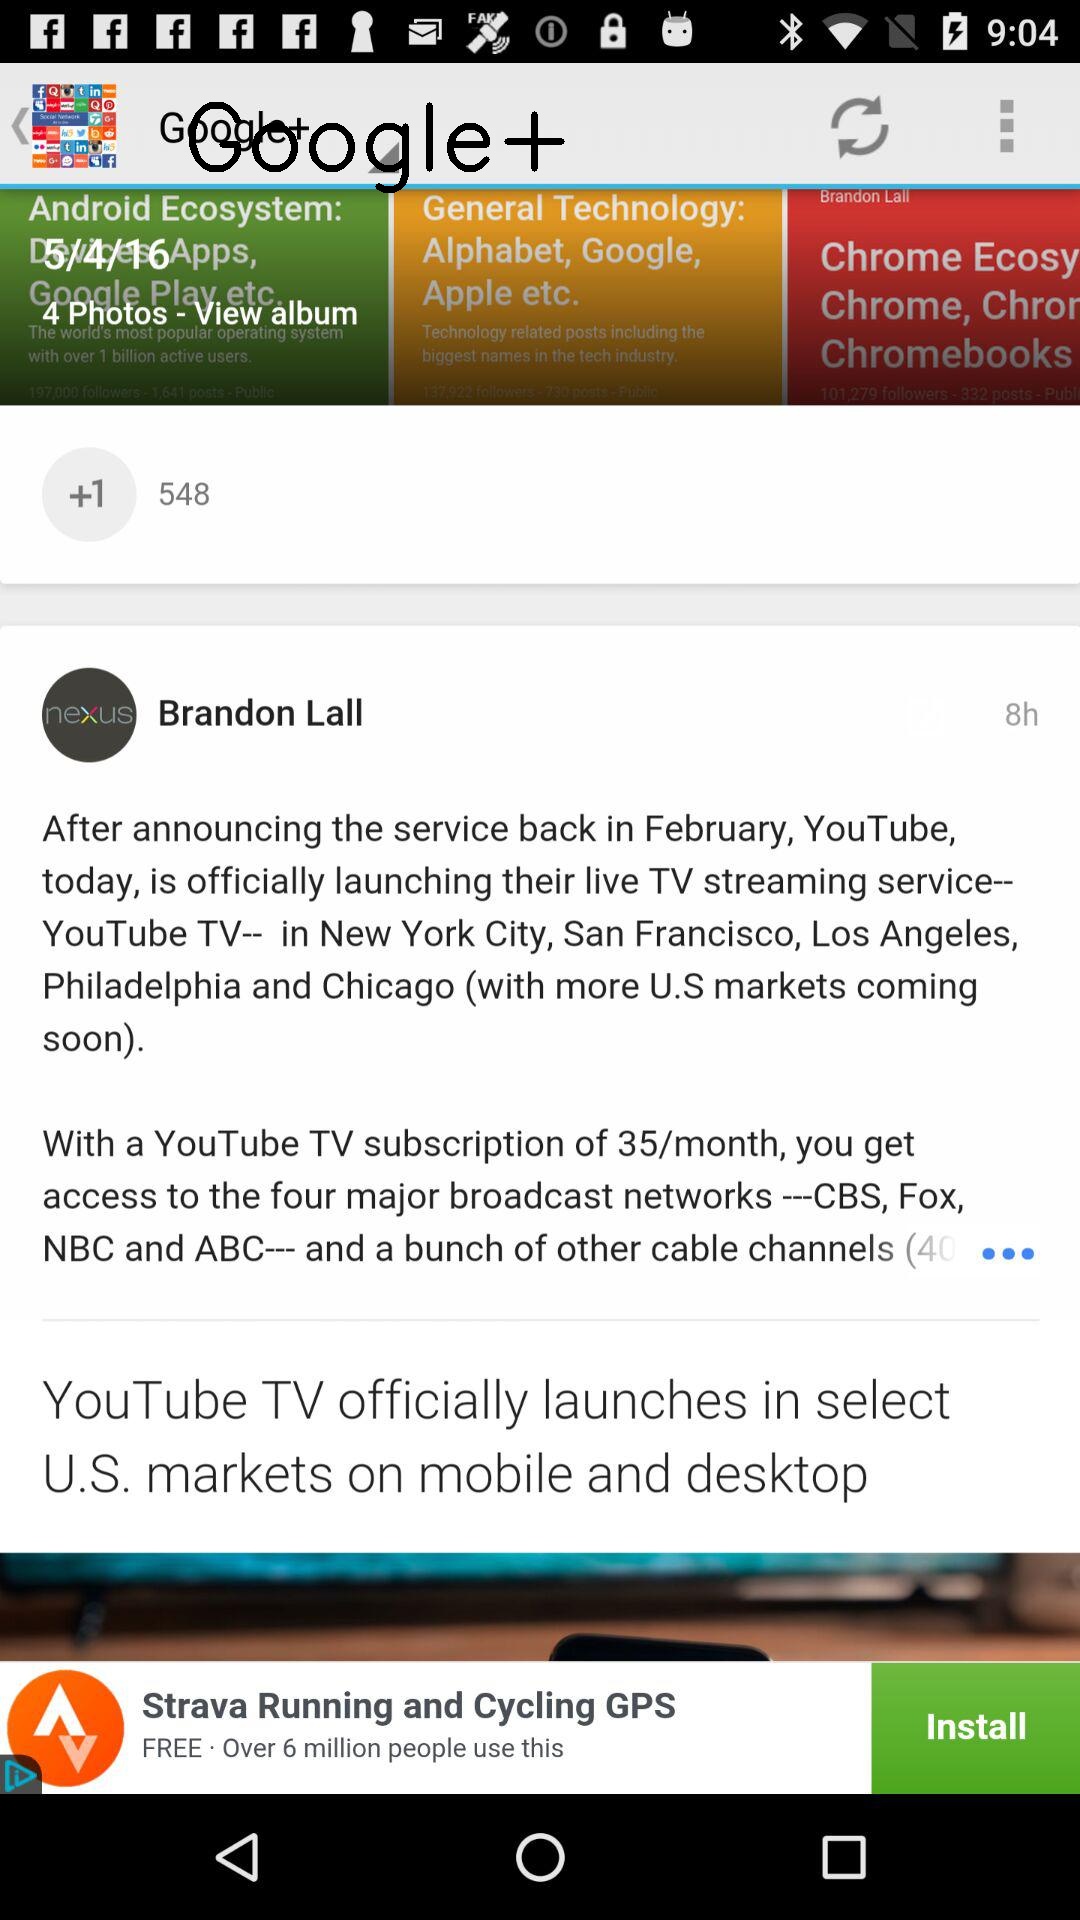 FAKE
9:04
Google+
Google+
Android Ecosystem:
Devices, Apps,
Google Play etc.
The world's most popular operating system
with over 1 billion active users.
197,000 followers - 1,641 posts - Public
5/4/16
4 Photos - View album
General Technology:
Alphabet, Google,
Apple etc.
Technology related posts including the
biggest names in the tech industry.
137,922 followers - 730 posts - Public
Brandon Lall
Chrome Ecosy
Chrome, Chror
Chromebooks
101,279 followers - 332 posts - Publ
+1
548
nexus
Brandon Lall
8h
After announcing the service back in February, YouTube,
today, is officially launching their live TV streaming service--
YouTube TV-- in New York City, San Francisco, Los Angeles,
Philadelphia and Chicago (with more U.S markets coming
soon).
With a YouTube TV subscription of 35/month, you get
access to the four major broadcast networks ---CBS, Fox,
NBC and ABC--- and a bunch of other cable channels (40
YouTube TV officially launches in select
U.S. markets on mobile and desktop
Strava Running and Cycling GPS
FREE · Over 6 million people use this
Install